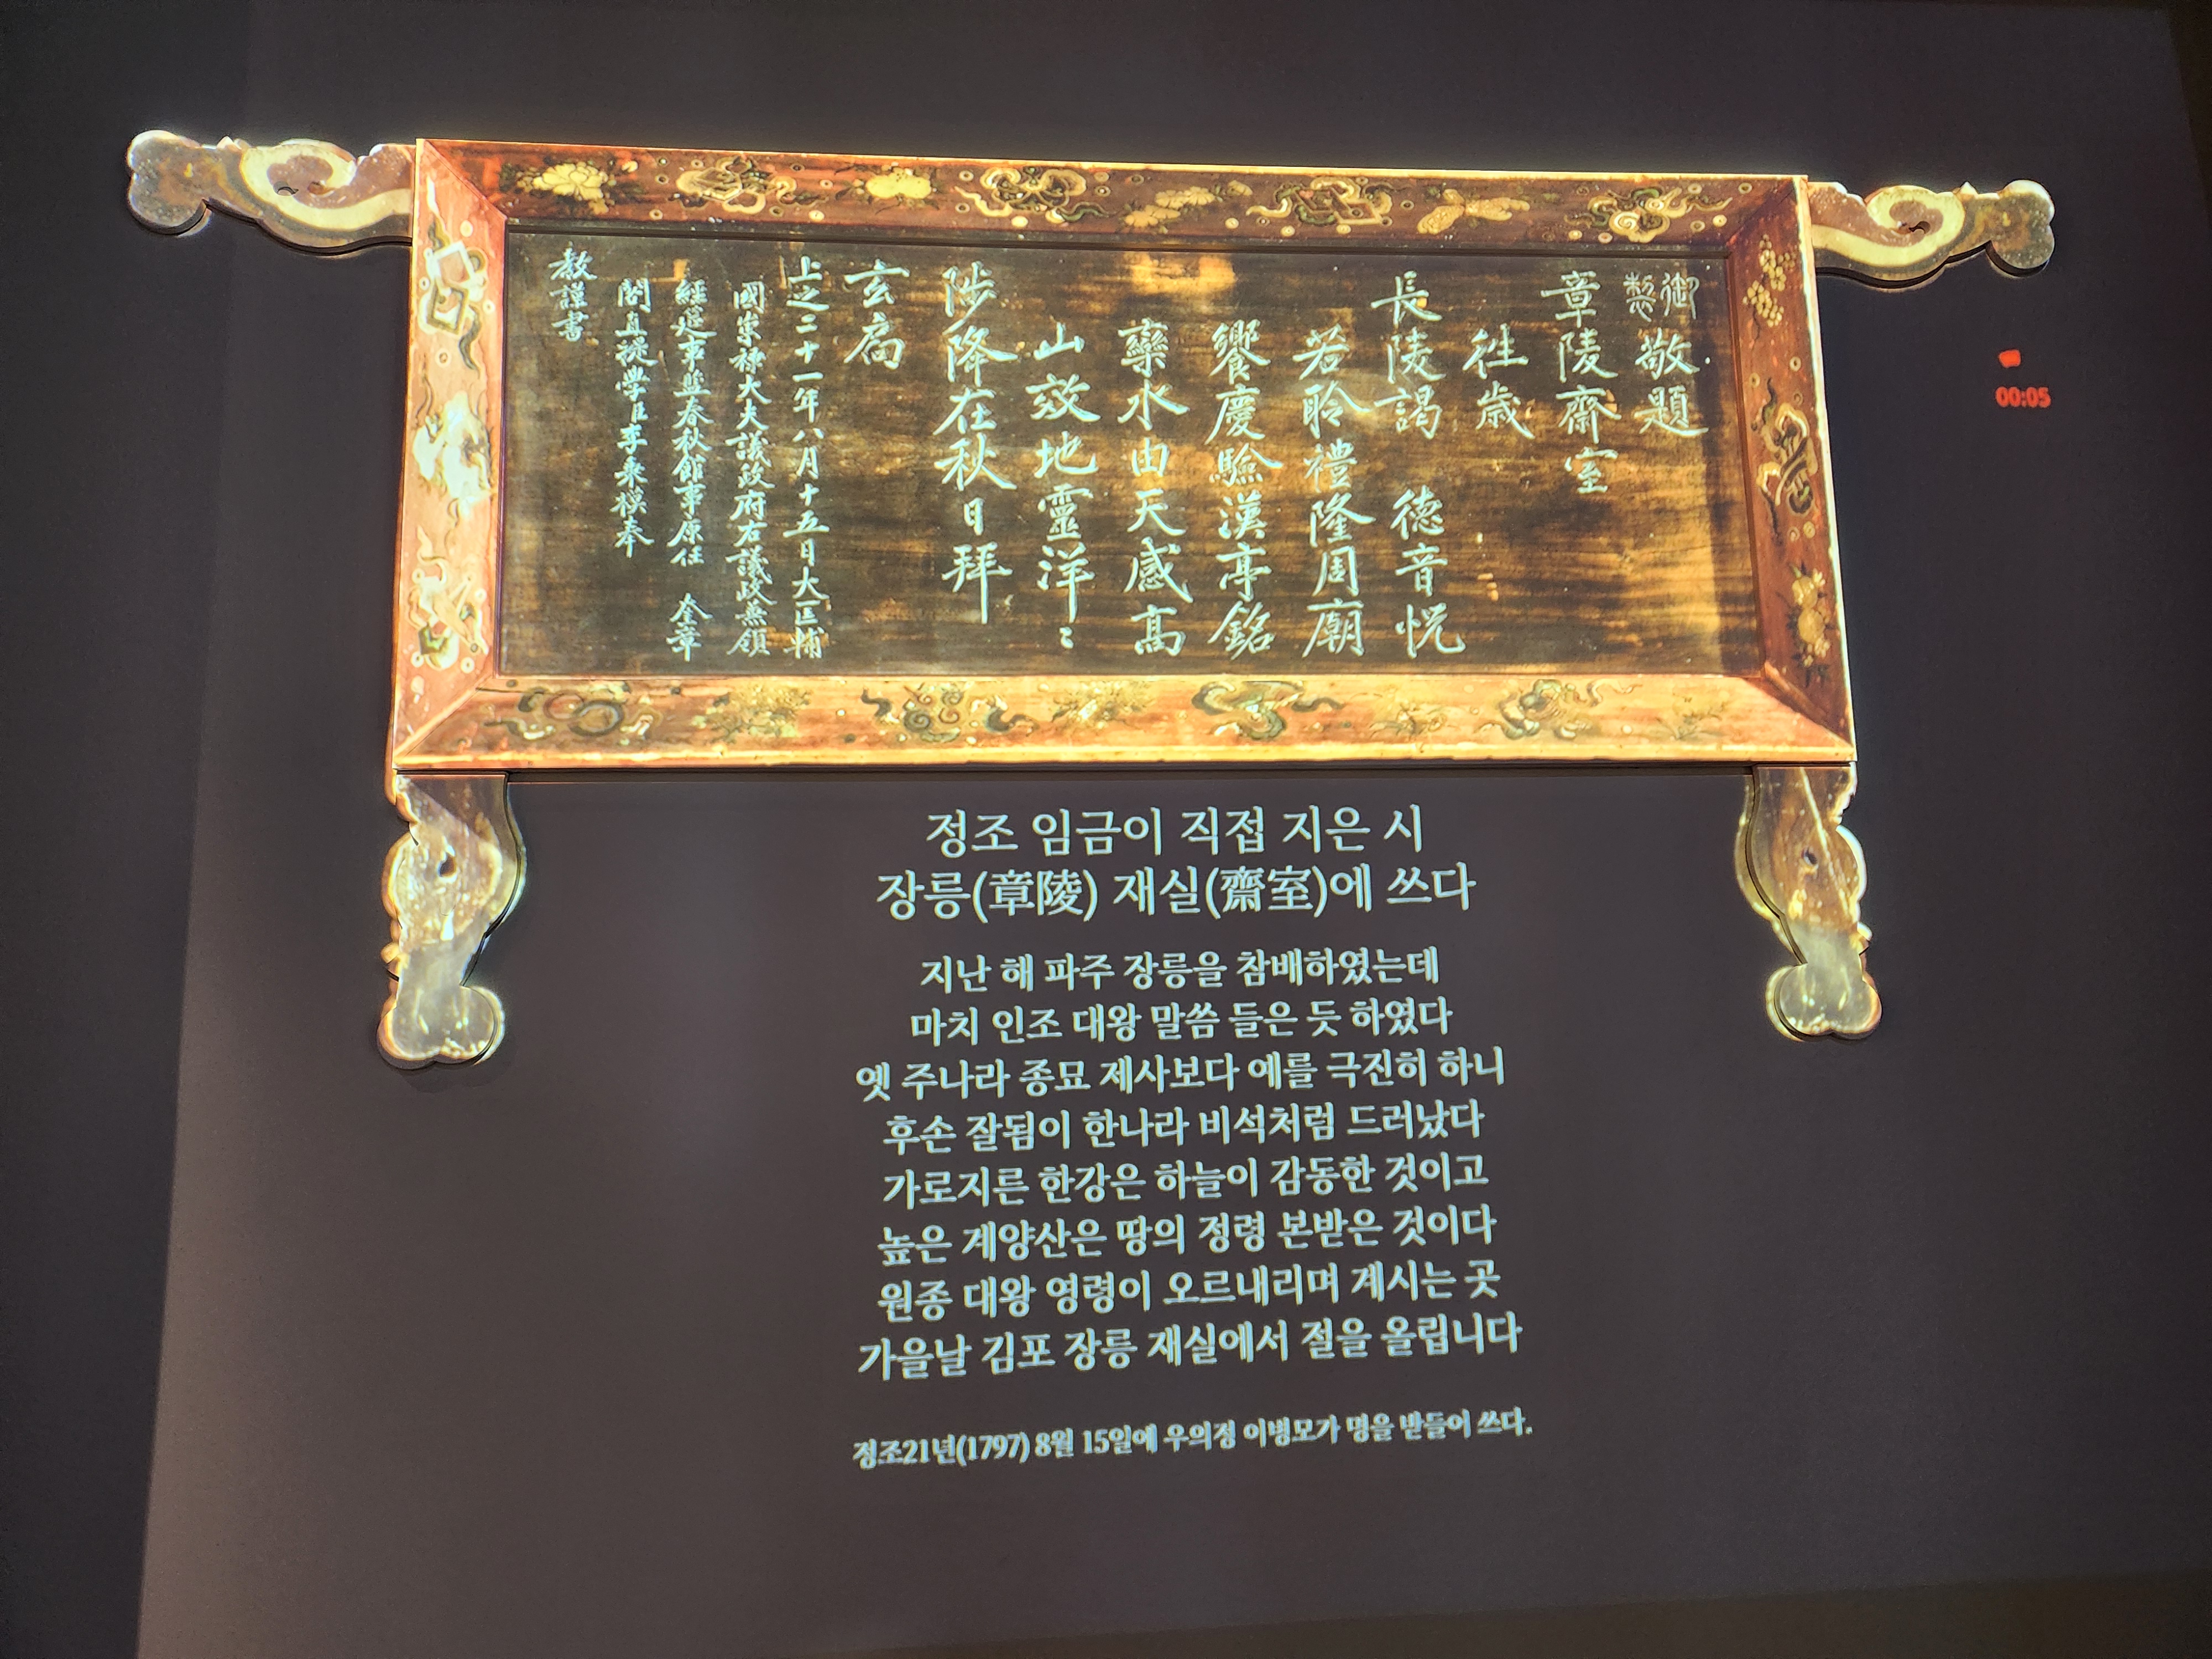 御製
敬題
章陵齋室
往歲
長陵謁 德音怳
若聆禮隆周廟
饗慶驗漢亭銘
欒水由天感高
山效地靈洋〻
陟降在秋日拜
玄扃
上之二十一年八月十五日大匡輔
國崇祿大夫議政府右議政兼領
經筵事監春秋館事原任 奎章
閣直提學臣李秉模奉
敎謹書
00:05
정조 임금이 직접 지은 시
장릉(章陵) 재실(齋室)에 쓰다
지난 해 파주 장릉을 참배하였는데
마치 인조 대왕 말씀 들은 듯 하였다
옛 주나라 종묘 제사보다 예를 극진히 하니
후손 잘됨이 한나라 비석처럼 드러났다
가로지른 한강은 하늘이 감동한 것이고
높은 계양산은 땅의 정령 본받은 것이다
원종 대왕 영령이 오르내리며 계시는 곳
가을날 김포 장릉 재실에서 절을 올립니다
정조21년(1797) 8월 15일에 우의정 이병모가 명을 받들어 쓰다.